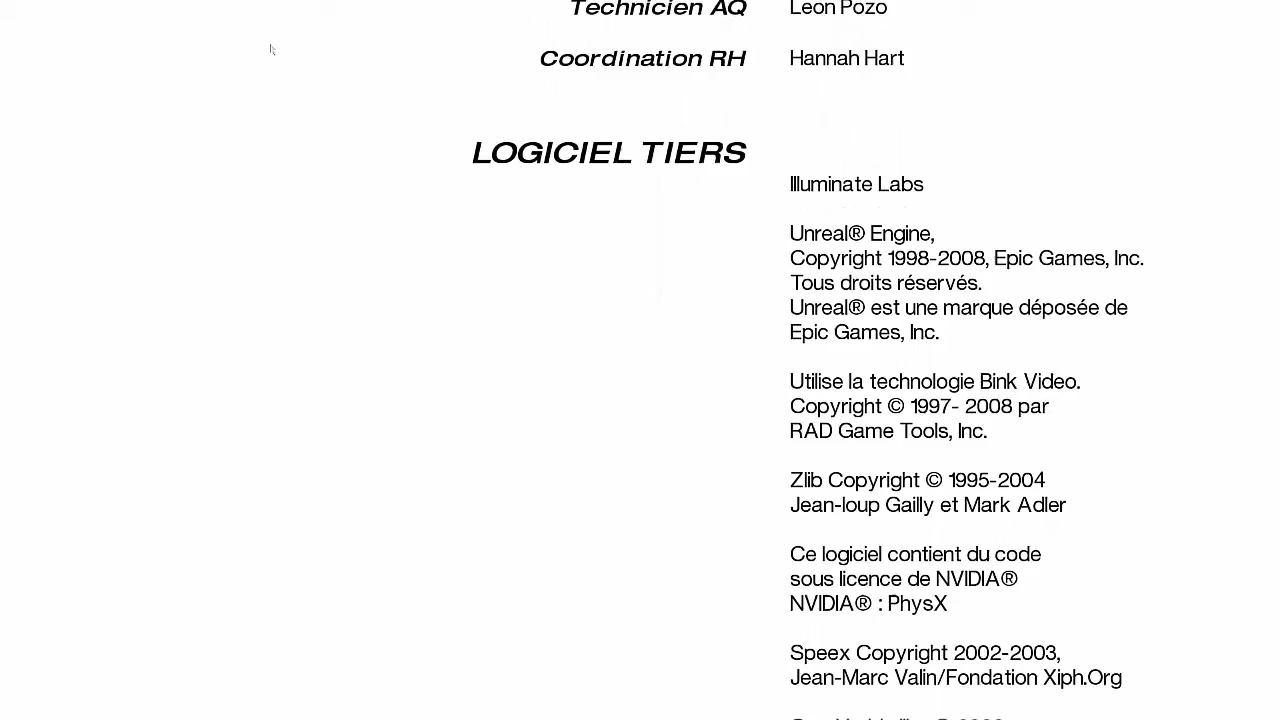 Technicien AQ Leon Pozo
Coordination RH Hannah Hart
LOGICIEL TIERS
Illuminate Labs
Unreal® Engine,
Copyright 1998-2008, Epic Games, Inc.
Tous droits réservés.
Unreal® est une marque déposée de
Epic Games, Inc.
Utilise la technologie Bink Video.
Copyright © 1997- 2008 par
RAD Game Tools, Inc.
Zlib Copyright © 1995-2004
Jean-loup Gailly et Mark Adler
Ce logiciel contient du code
sous licence de NVIDIA®
NVIDIA® : PhysX
Speex Copyright 2002-2003,
Jean-Marc Valin/Fondation Xiph.Org